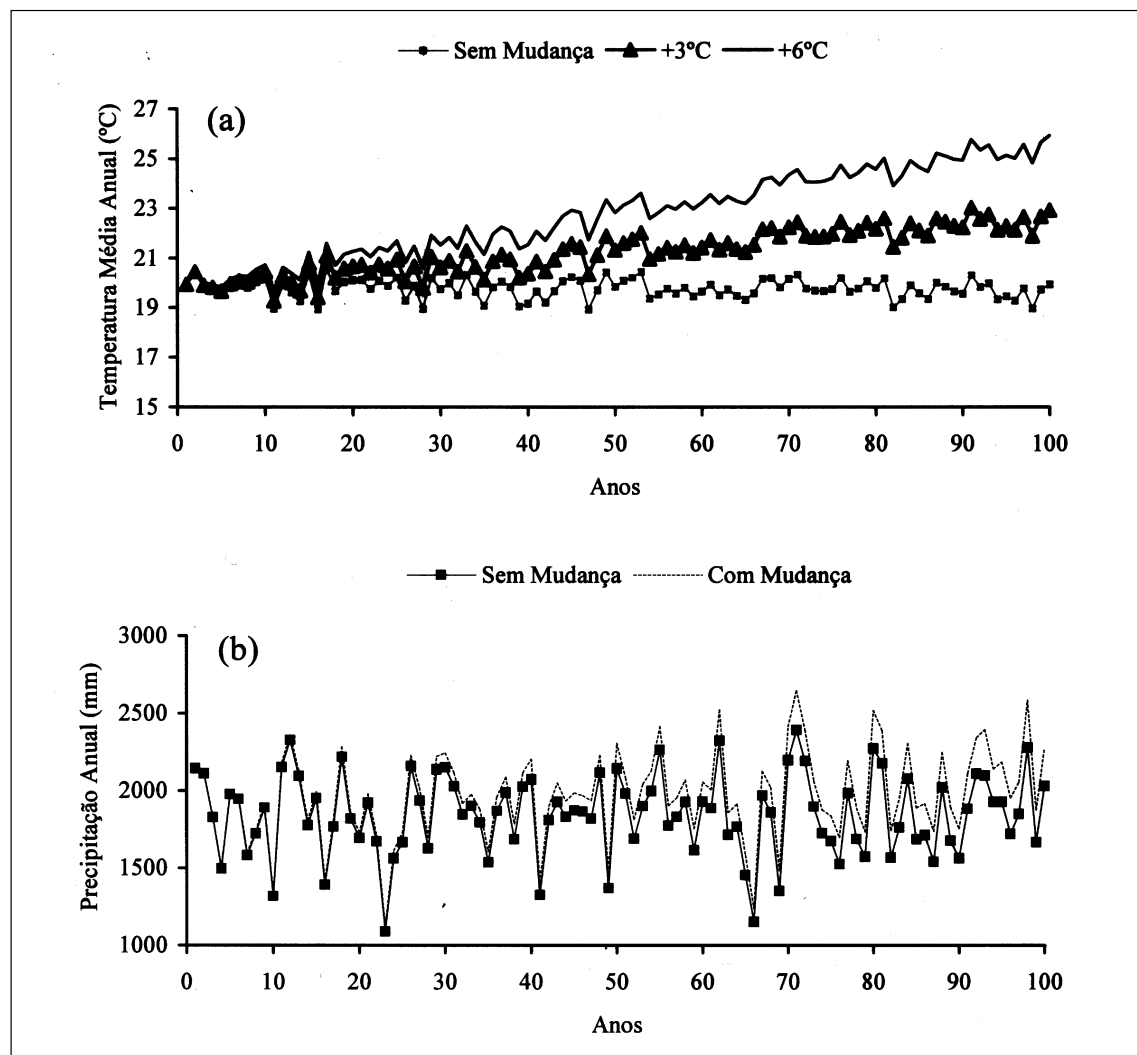 Sem Mudança +3ºC +6ºC
(a)
Temperatura Média Anual (ºC)
27
25
23
21
19
17
15
0 10 20 30 40 50 60 70 80 90 100
Anos
Sem Mudança Com Mudança
(b)
Precipitação Anual (mm)
3000
2500
2000
1500
1000
0 10 20 30 40 50 60 70 80 90 100
Anos